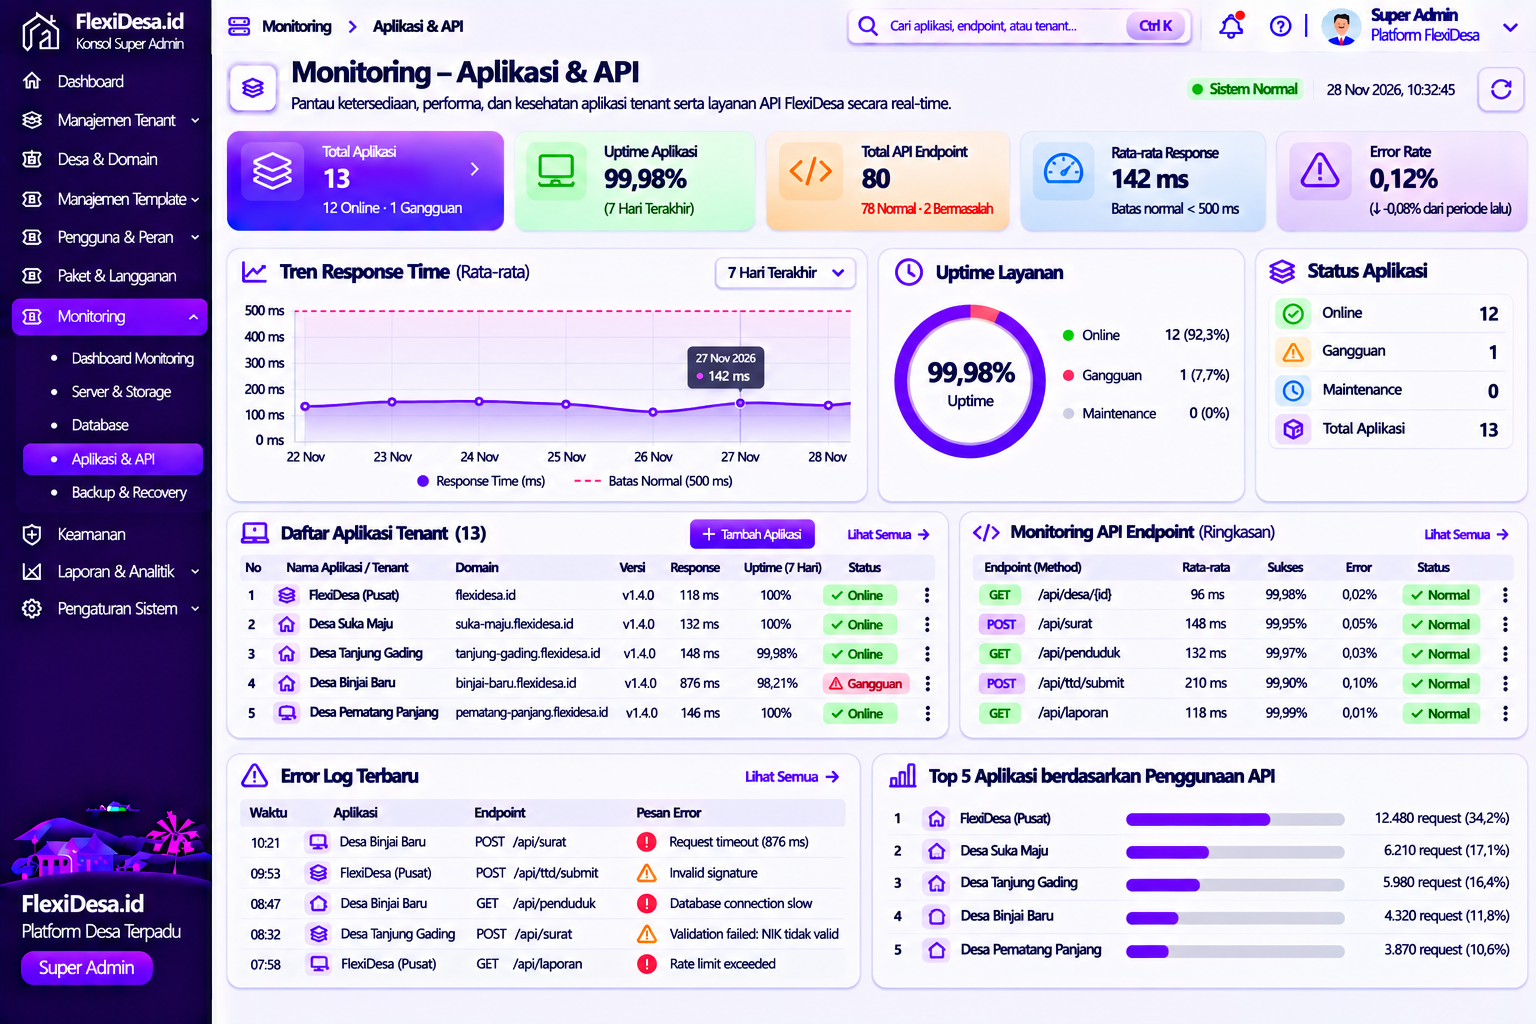 FlexiDesa.id
Konsol Super Admin
Dashboard
Manajemen Tenant
Desa & Domain
Manajemen Template
Pengguna & Peran
Paket & Langganan
Monitoring
Dashboard Monitoring
Server & Storage
Database
Aplikasi & API
Backup & Recovery
Keamanan
Laporan & Analitik
Pengaturan Sistem
FlexiDesa.id
Platform Desa Terpadu
Super Admin
Monitoring > Aplikasi & API
Cari aplikasi, endpoint, atau tenant... Ctrl K
Super Admin
Platform FlexiDesa
Monitoring – Aplikasi & API
Pantau ketersediaan, performa, dan kesehatan aplikasi tenant serta layanan API FlexiDesa secara real-time.
Sistem Normal
28 Nov 2026, 10:32:45
Total Aplikasi
13
12 Online · 1 Gangguan
Uptime Aplikasi
99,98%
(7 Hari Terakhir)
Total API Endpoint
80
78 Normal · 2 Bermasalah
Rata-rata Response
142 ms
Batas normal < 500 ms
Error Rate
0,12%
(↓ -0,08% dari periode lalu)
Tren Response Time (Rata-rata)
7 Hari Terakhir
500 ms
400 ms
300 ms
200 ms
100 ms
0 ms
27 Nov 2026
142 ms
22 Nov 23 Nov 24 Nov 25 Nov 26 Nov 27 Nov 28 Nov
Response Time (ms) Batas Normal (500 ms)
Uptime Layanan
99,98%
Uptime
Online 12 (92,3%)
Gangguan 1 (7,7%)
Maintenance 0 (0%)
Status Aplikasi
Online 12
Gangguan 1
Maintenance 0
Total Aplikasi 13
Daftar Aplikasi Tenant (13)
+ Tambah Aplikasi
Lihat Semua →
No Nama Aplikasi / Tenant Domain Versi Response Uptime (7 Hari) Status
1 FlexiDesa (Pusat) flexidesa.id v1.4.0 118 ms 100% Online
2 Desa Suka Maju suka-maju.flexidesa.id v1.4.0 132 ms 100% Online
3 Desa Tanjung Gading tanjung-gading.flexidesa.id v1.4.0 148 ms 99,98% Online
4 Desa Binjai Baru binjai-baru.flexidesa.id v1.4.0 876 ms 98,21% Gangguan
5 Desa Pematang Panjang pematang-panjang.flexidesa.id v1.4.0 146 ms 100% Online
Monitoring API Endpoint (Ringkasan)
Lihat Semua →
Endpoint (Method) Rata-rata Sukses Error Status
GET /api/desa/{id} 96 ms 99,98% 0,02% Normal
POST /api/surat 148 ms 99,95% 0,05% Normal
GET /api/penduduk 132 ms 99,97% 0,03% Normal
POST /api/ttd/submit 210 ms 99,90% 0,10% Normal
GET /api/laporan 118 ms 99,99% 0,01% Normal
Error Log Terbaru
Lihat Semua →
Waktu Aplikasi Endpoint Pesan Error
10:21 Desa Binjai Baru POST /api/surat Request timeout (876 ms)
09:53 FlexiDesa (Pusat) POST /api/ttd/submit Invalid signature
08:47 Desa Binjai Baru GET /api/penduduk Database connection slow
08:32 Desa Tanjung Gading POST /api/surat Validation failed: NIK tidak valid
07:58 FlexiDesa (Pusat) GET /api/laporan Rate limit exceeded
Top 5 Aplikasi berdasarkan Penggunaan API
1 FlexiDesa (Pusat) 12.480 request (34,2%)
2 Desa Suka Maju 6.210 request (17,1%)
3 Desa Tanjung Gading 5.980 request (16,4%)
4 Desa Binjai Baru 4.320 request (11,8%)
5 Desa Pematang Panjang 3.870 request (10,6%)